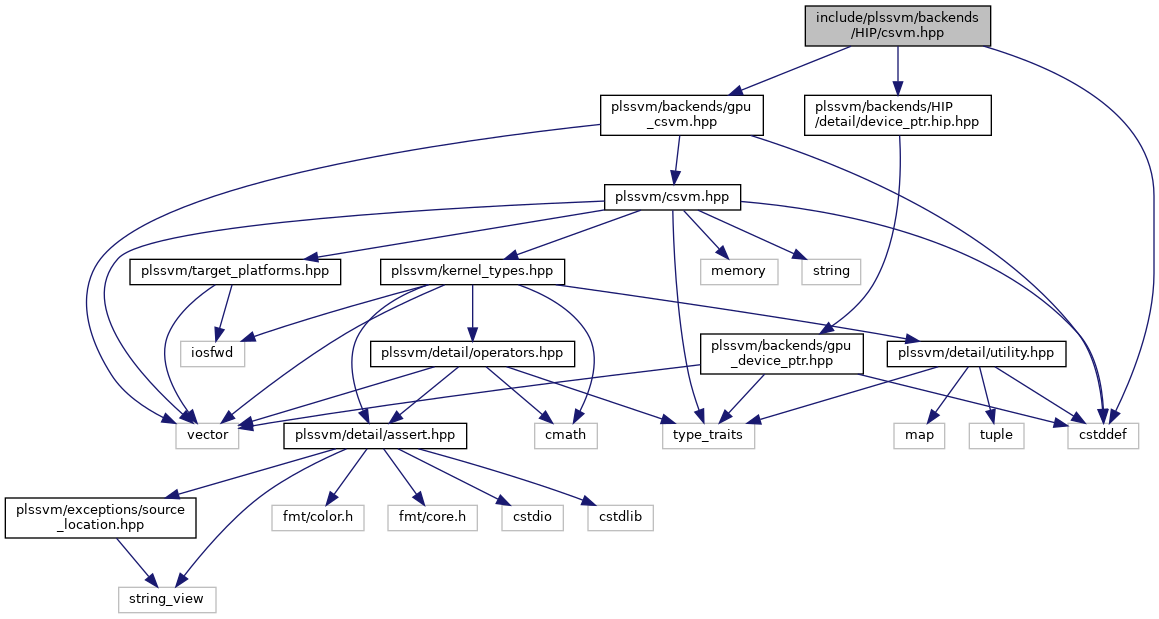 include/plssvm/backends
/HIP/csvm.hpp
plssvm/backends/gpu
_csvm.hpp
plssvm/backends/HIP
/detail/device_ptr.hip.hpp
plssvm/csvm.hpp
plssvm/target_platforms.hpp
plssvm/kernel_types.hpp
memory
string
iosfwd
plssvm/detail/operators.hpp
plssvm/backends/gpu
_device_ptr.hpp
plssvm/detail/utility.hpp
vector
plssvm/detail/assert.hpp
cmath
type_traits
map
tuple
cstddef
plssvm/exceptions/source
_location.hpp
fmt/color.h
fmt/core.h
cstdio
cstdlib
string_view